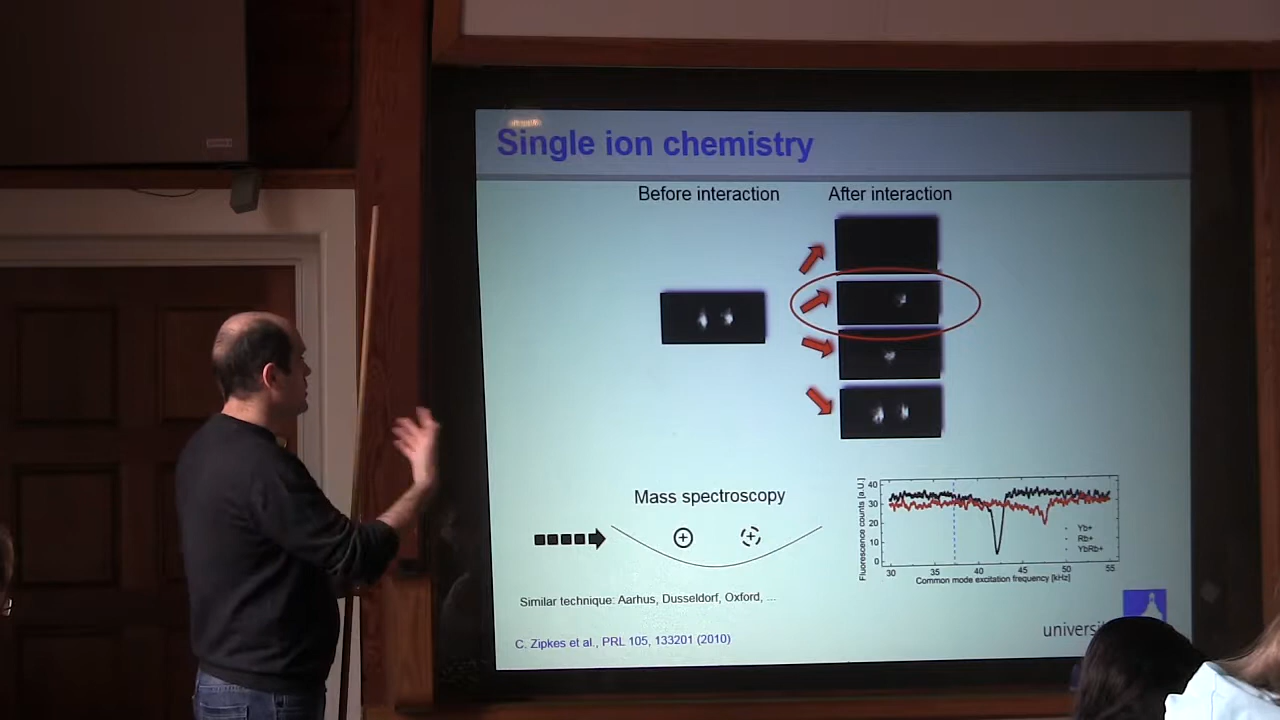 Single ion chemistry
Before interaction
After interaction
Mass spectroscopy
Fluorescence counts [a.U.]
40
30
20
10
0
Yb+
Rb+
YbRb+
30 35 40 45 50 55
Common mode excitation frequency [kHz]
Similar technique: Aarhus, Dusseldorf, Oxford, ...
C. Zipkes et al., PRL 105, 133201 (2010)